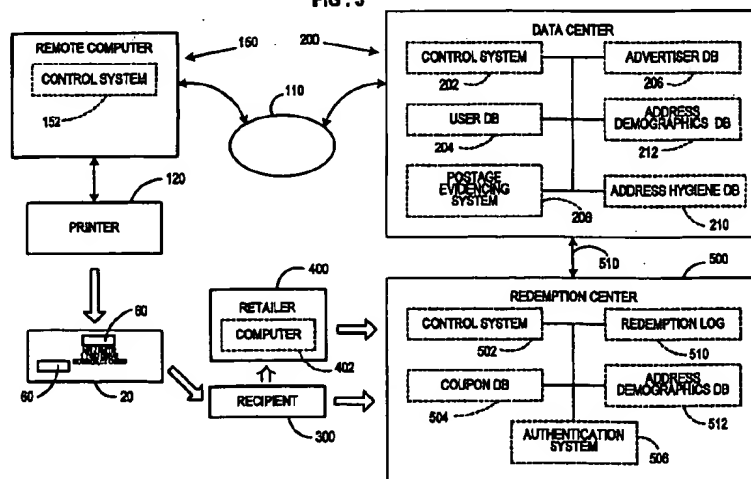 FIG. 3
REMOTE COMPUTER
CONTROL SYSTEM
152
150
200
110
120
PRINTER
DATA CENTER
CONTROL SYSTEM
202
ADVERTISER DB
206
USER DB
204
ADDRESS
DEMOGRAPHICS DB
212
POSTAGE
EVIDENCING
SYSTEM
208
ADDRESS HYGIENE DB
210
510
500
60
60
20
400
RETAILER
COMPUTER
402
RECIPIENT
300
REDEMPTION CENTER
CONTROL SYSTEM
502
REDEMPTION LOG
510
COUPON DB
504
ADDRESS
DEMOGRAPHICS DB
512
AUTHENTICATION
SYSTEM
506